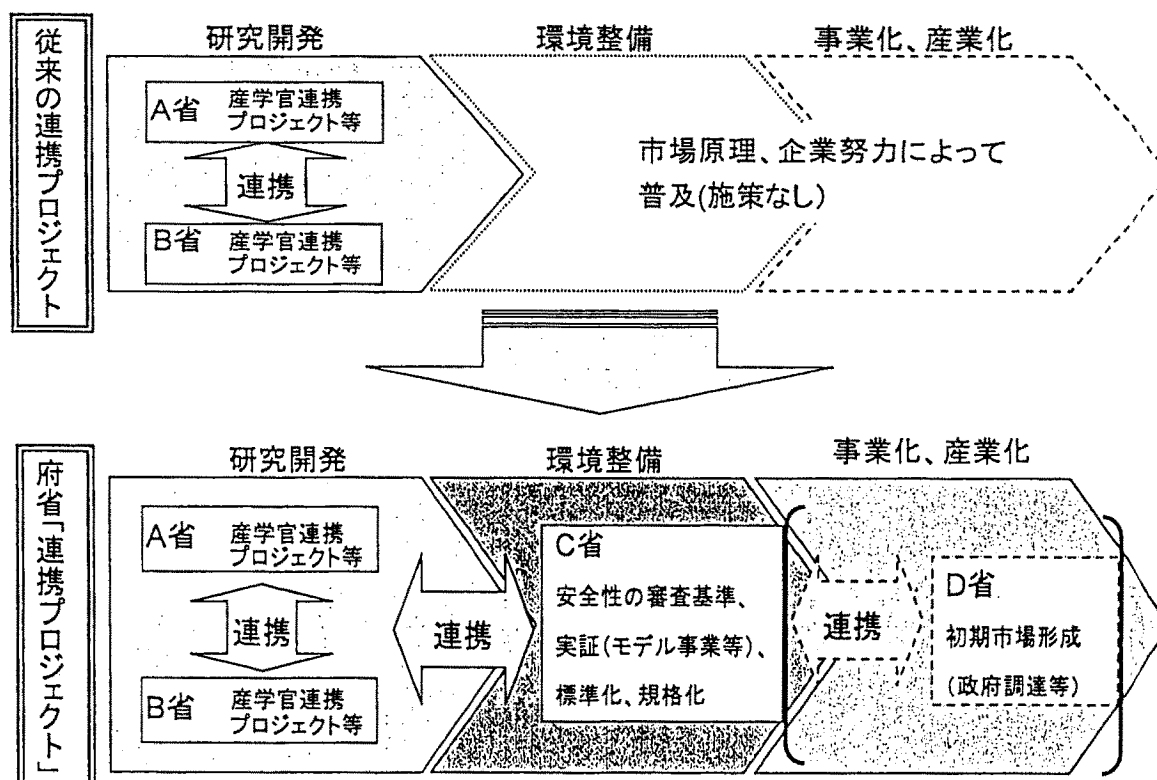 従来の連携プロジェクト
研究開発
環境整備
事業化、産業化
A省 産学官連携
プロジェクト等
連携
B省 産学官連携
プロジェクト等
市場原理、企業努力によって
普及(施策なし)
府省「連携プロジェクト」
研究開発
環境整備
事業化、産業化
A省 産学官連携
プロジェクト等
連携
B省 産学官連携
プロジェクト等
連携
C省
安全性の審査基準、
実証(モデル事業等)、
標準化、規格化
連携
D省
初期市場形成
(政府調達等)